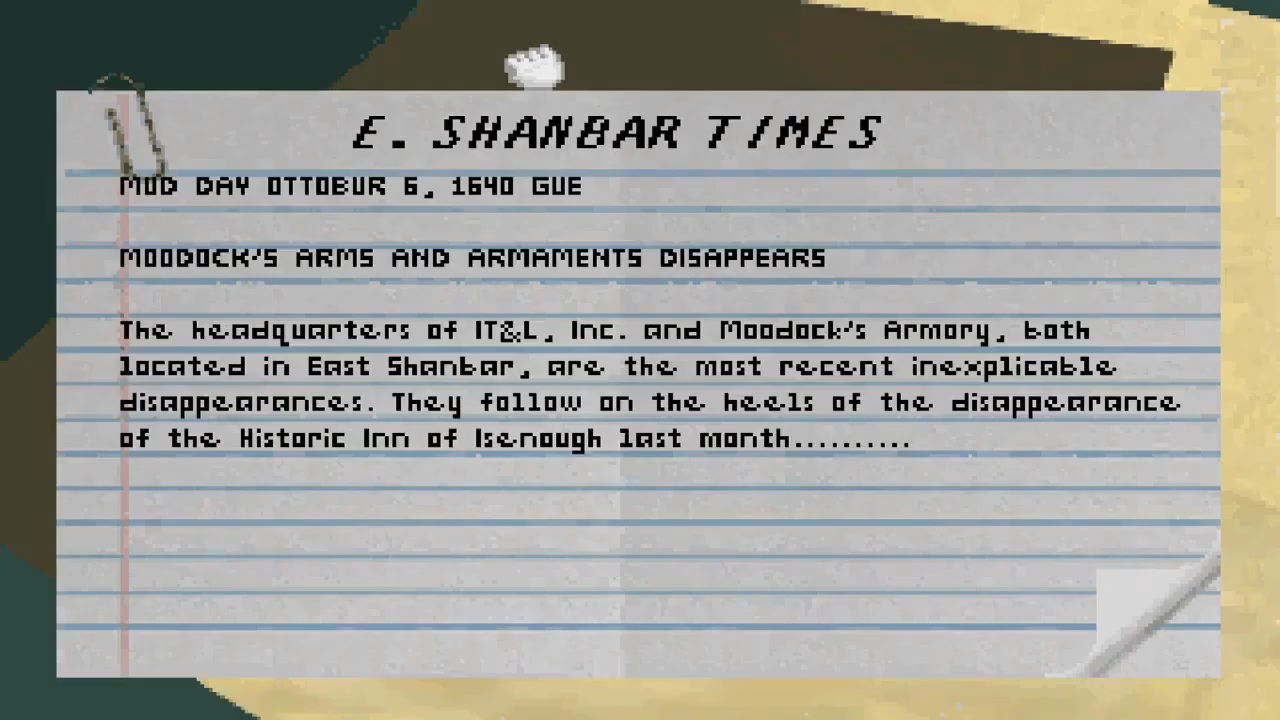 E. SHANBAR TIMES
MUD DAY OTTOBUR 6, 1640 GUE
MOODOCK'S ARMS AND ARMAMENTS DISAPPEARS
The headquarters of IT&L, Inc. and Moodock's Armory, both
located in East Shanbar, are the most recent inexplicable
disappearances. They follow on the heels of the disappearance
of the Historic Inn of Isenough last month..........